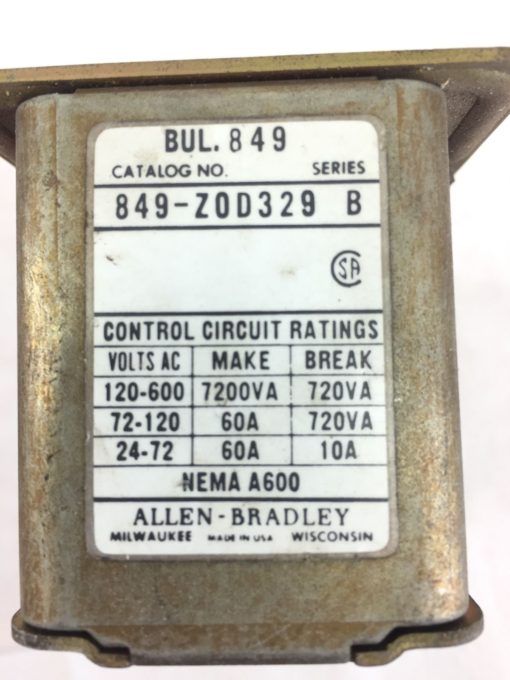 BUL. 849
CATALOG NO. SERIES
849-Z0D329 B
CSA
CONTROL CIRCUIT RATINGS
VOLTS AC MAKE BREAK
120-600 7200VA 720VA
72-120 60A 720VA
24-72 60A 10A
NEMA A600
ALLEN-BRADLEY
MILWAUKEE MADE IN USA WISCONSIN